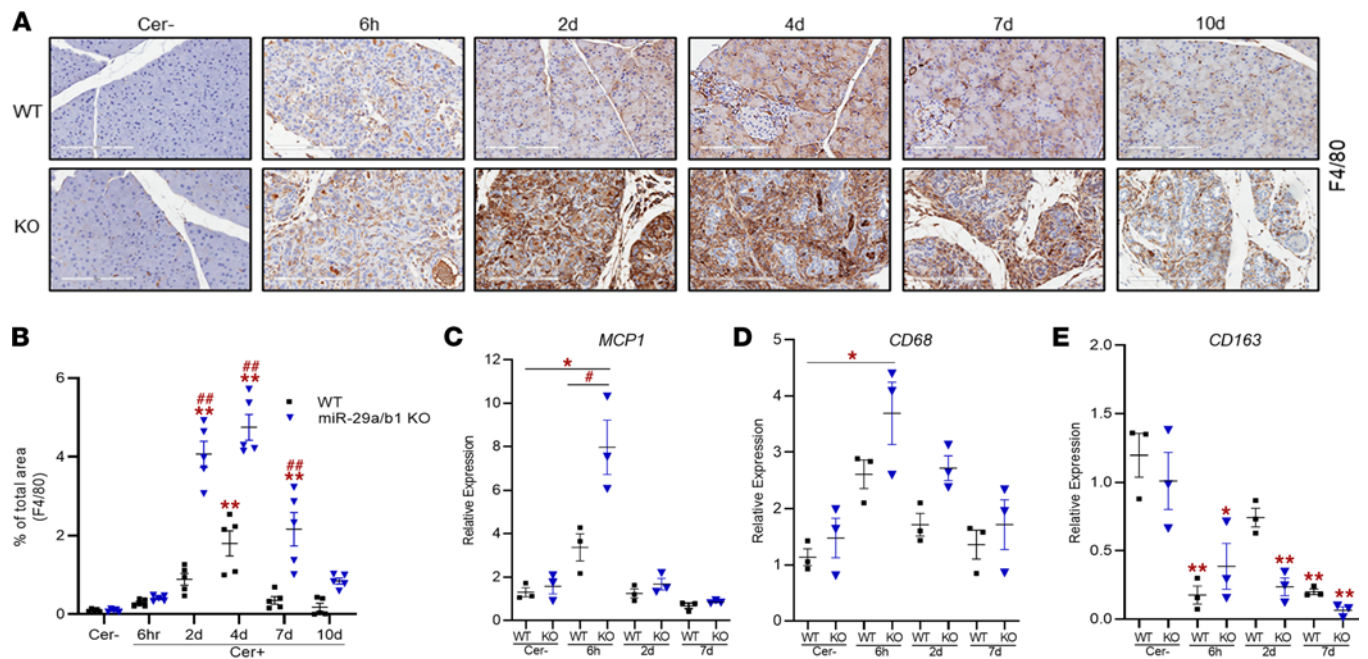 A
Cer- 6h 2d 4d 7d 10d
WT
KO
F4/80
B
% of total area
(F4/80)
6
4
2
0
## ** ## ** ** ## **
WT
miR-29a/b1 KO
Cer- 6hr 2d 4d 7d 10d
Cer+
C
MCP1
Relative Expression
12
10
8
6
4
2
0
*
#
WT KO WT KO WT KO WT KO
Cer- 6h 2d 7d
D
CD68
Relative Expression
5
4
3
2
1
0
*
WT KO WT KO WT KO WT KO
Cer- 6h 2d 7d
E
CD163
Relative Expression
2.0
1.5
1.0
0.5
0.0
** * ** ** **
WT KO WT KO WT KO WT KO
Cer- 6h 2d 7d